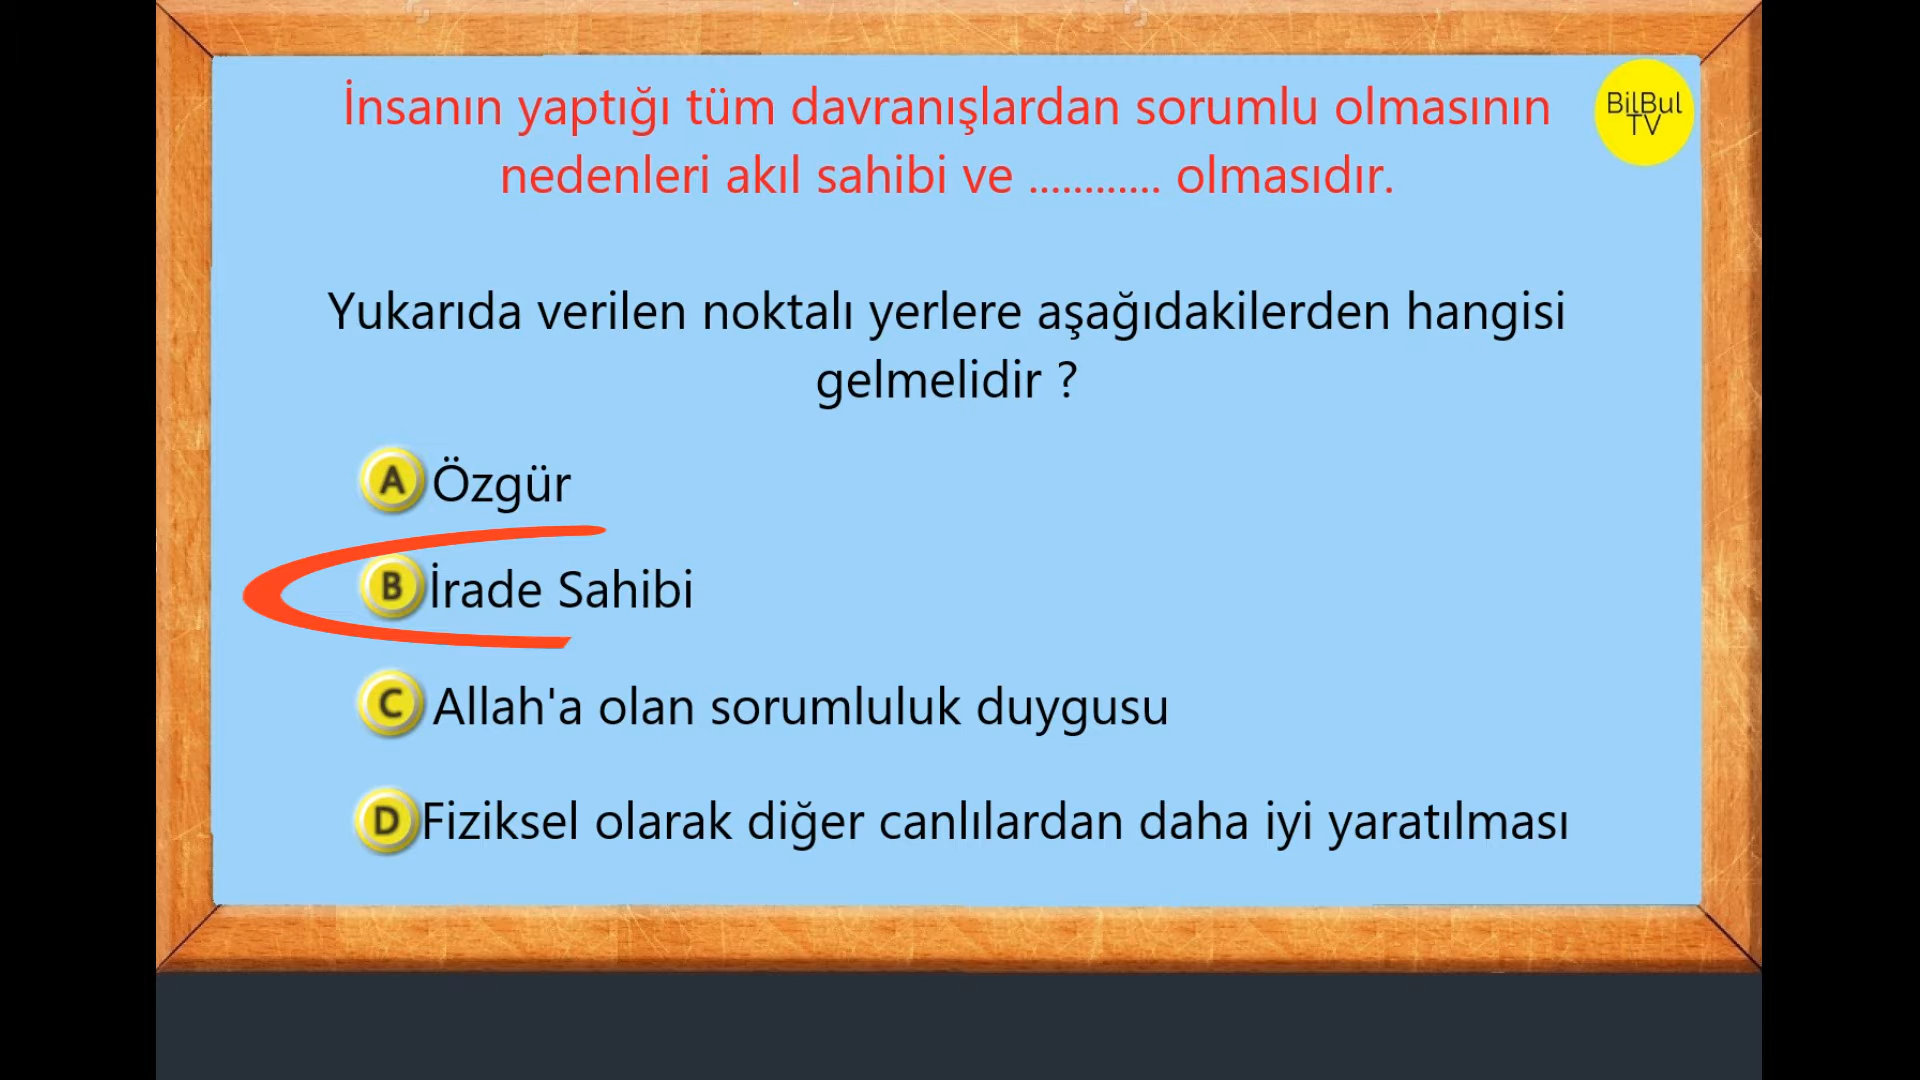 İnsanın yaptığı tüm davranışlardan sorumlu olmasının
nedenleri akıl sahibi ve ............ olmasıdır.
BilBul
TV
Yukarıda verilen noktalı yerlere aşağıdakilerden hangisi
gelmelidir ?
A Özgür
B İrade Sahibi
C Allah'a olan sorumluluk duygusu
D Fiziksel olarak diğer canlılardan daha iyi yaratılması